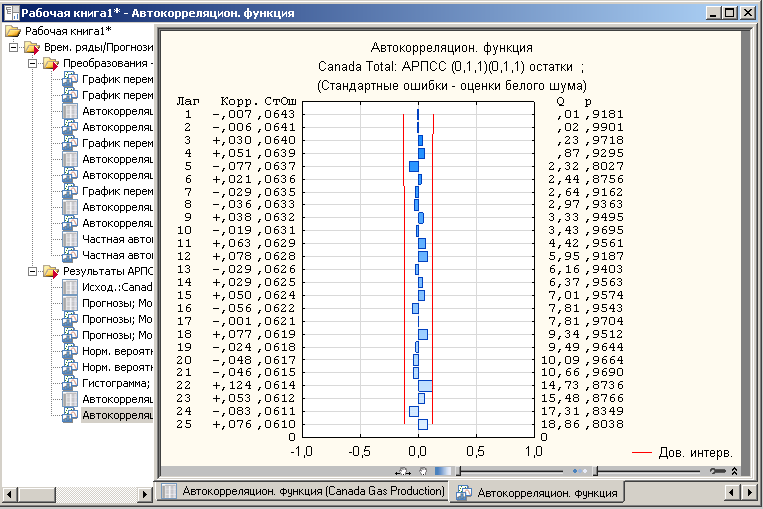 Рабочая книга1* - Автокорреляцион. функция
Рабочая книга1*
Врем. ряды/Прогнози
Преобразования -
График перем
График перем
Автокорреляц
Автокорреляц
График перем
Автокорреляц
Автокорреляц
График перем
Автокорреляц
Автокорреляц
Частная автон
Частная автон
Результаты АРПС
Исход.:Canad
Прогнозы; Мо
Прогнозы; Мо
Прогнозы; Мо
Норм. вероятн
Норм. вероятн
Гистограмма;
Автокорреляц
Автокорреляц
Автокорреляцион. функция
Canada Total: АРПСС (0,1,1)(0,1,1) остатки ;
(Стандартные ошибки - оценки белого шума)
Лаг Корр. СтОш Q p
1 -,007 ,0643 ,01 ,9181
2 -,006 ,0641 ,02 ,9901
3 +,030 ,0640 ,23 ,9718
4 +,051 ,0639 ,87 ,9295
5 -,077 ,0637 2,32 ,8027
6 +,021 ,0636 2,44 ,8756
7 -,029 ,0635 2,64 ,9162
8 -,036 ,0633 2,97 ,9363
9 +,038 ,0632 3,33 ,9495
10 -,019 ,0631 3,43 ,9695
11 +,063 ,0629 4,42 ,9561
12 +,078 ,0628 5,95 ,9187
13 -,029 ,0626 6,16 ,9403
14 +,029 ,0625 6,37 ,9563
15 +,050 ,0624 7,01 ,9574
16 -,056 ,0622 7,81 ,9543
17 -,001 ,0621 7,81 ,9704
18 +,077 ,0619 9,34 ,9512
19 -,024 ,0618 9,49 ,9644
20 -,048 ,0617 10,09 ,9664
21 -,046 ,0615 10,66 ,9690
22 +,124 ,0614 14,73 ,8736
23 +,053 ,0612 15,48 ,8766
24 -,083 ,0611 17,31 ,8349
25 +,076 ,0610 18,86 ,8038
0 0
-1,0 -0,5 0,0 0,5 1,0
Дов. интерв.
Автокорреляцион. функция (Canada Gas Production)
Автокорреляцион. функция